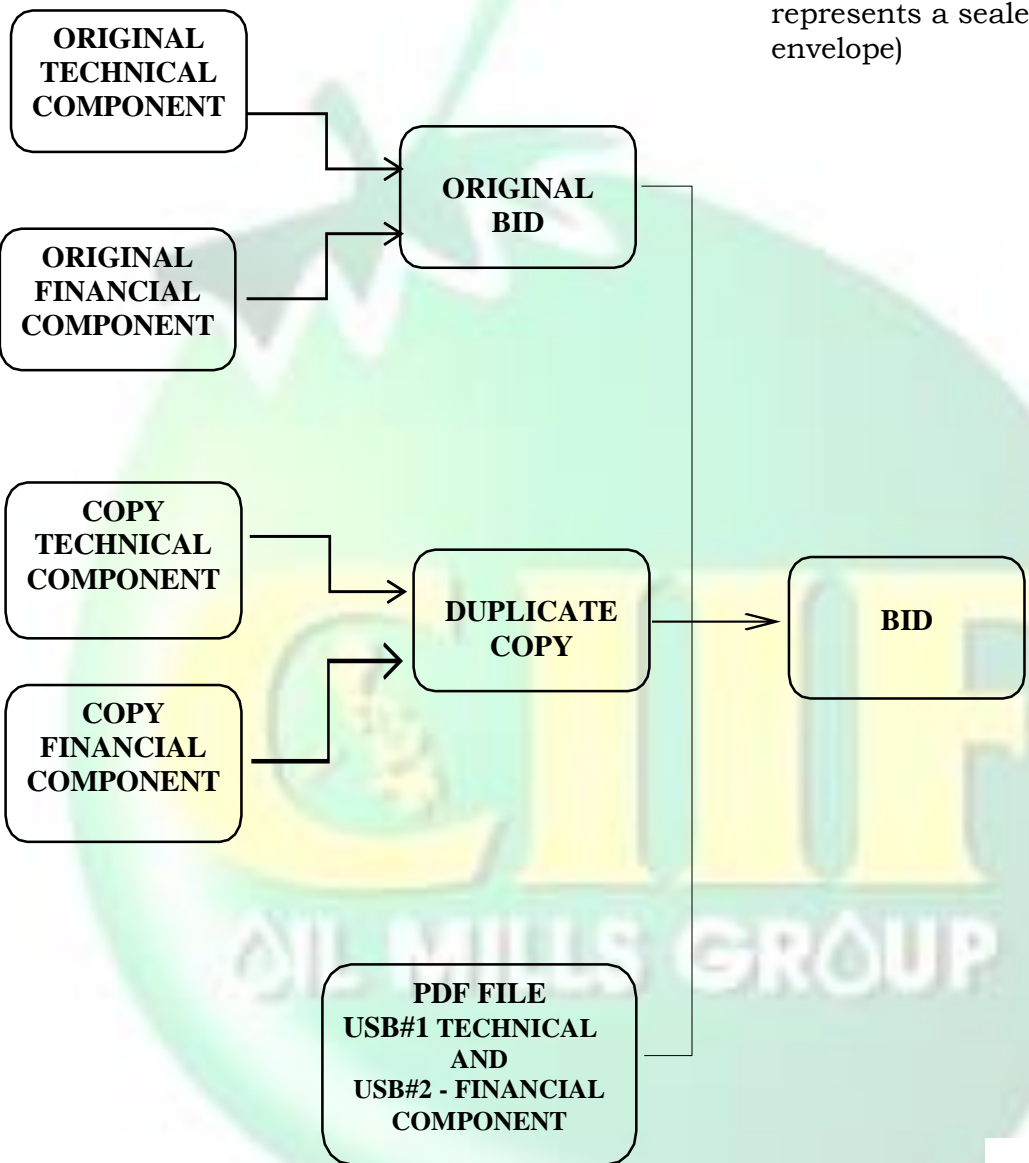 represents a seale
envelope)
ORIGINAL
TECHNICAL
COMPONENT
ORIGINAL
BID
ORIGINAL
FINANCIAL
COMPONENT
COPY
TECHNICAL
COMPONENT
DUPLICATE
COPY
BID
COPY
FINANCIAL
COMPONENT
CIIF
OIL MILLS GROUP
PDF FILE
USB#1 TECHNICAL
AND
USB#2 - FINANCIAL
COMPONENT